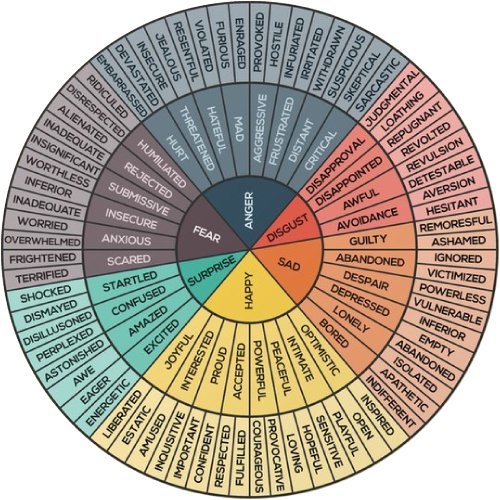 ANGER
DISGUST
SAD
HAPPY
SURPRISE
FEAR
HURT
THREATENED
HATEFUL
MAD
AGGRESSIVE
FRUSTRATED
DISTANT
CRITICAL
DISAPPROVAL
DISAPPOINTED
AWFUL
AVOIDANCE
GUILTY
ABANDONED
DESPAIR
DEPRESSED
LONELY
BORED
OPTIMISTIC
INTIMATE
PEACEFUL
POWERFUL
ACCEPTED
PROUD
INTERESTED
JOYFUL
EXCITED
AMAZED
CONFUSED
STARTLED
SCARED
ANXIOUS
INSECURE
SUBMISSIVE
REJECTED
HUMILIATED
EMBARRASSED
DEVASTATED
INSECURE
JEALOUS
RESENTFUL
VIOLATED
FURIOUS
ENRAGED
PROVOKED
HOSTILE
INFURIATED
IRRITATED
WITHDRAWN
SUSPICIOUS
SKEPTICAL
SARCASTIC
JUDGMENTAL
LOATHING
REPUGNANT
REVOLTED
REVULSION
DETESTABLE
AVERSION
HESITANT
REMORESFUL
ASHAMED
IGNORED
VICTIMIZED
POWERLESS
VULNERABLE
INFERIOR
EMPTY
ABANDONED
ISOLATED
APATHETIC
INDIFFERENT
INSPIRED
OPEN
PLAYFUL
SENSITIVE
HOPEFUL
LOVING
PROVOCATIVE
COURAGEOUS
FULFILLED
RESPECTED
CONFIDENT
IMPORTANT
INQUISITIVE
AMUSED
ESTATIC
LIBERATED
ENERGETIC
EAGER
AWE
ASTONISHED
PERPLEXED
DISILLUSONED
DISMAYED
SHOCKED
TERRIFIED
FRIGHTENED
OVERWHELMED
WORRIED
INADEQUATE
INFERIOR
WORTHLESS
INSIGNIFICANT
INADEQUATE
ALIENATED
DISRESPECTED
RIDICULED